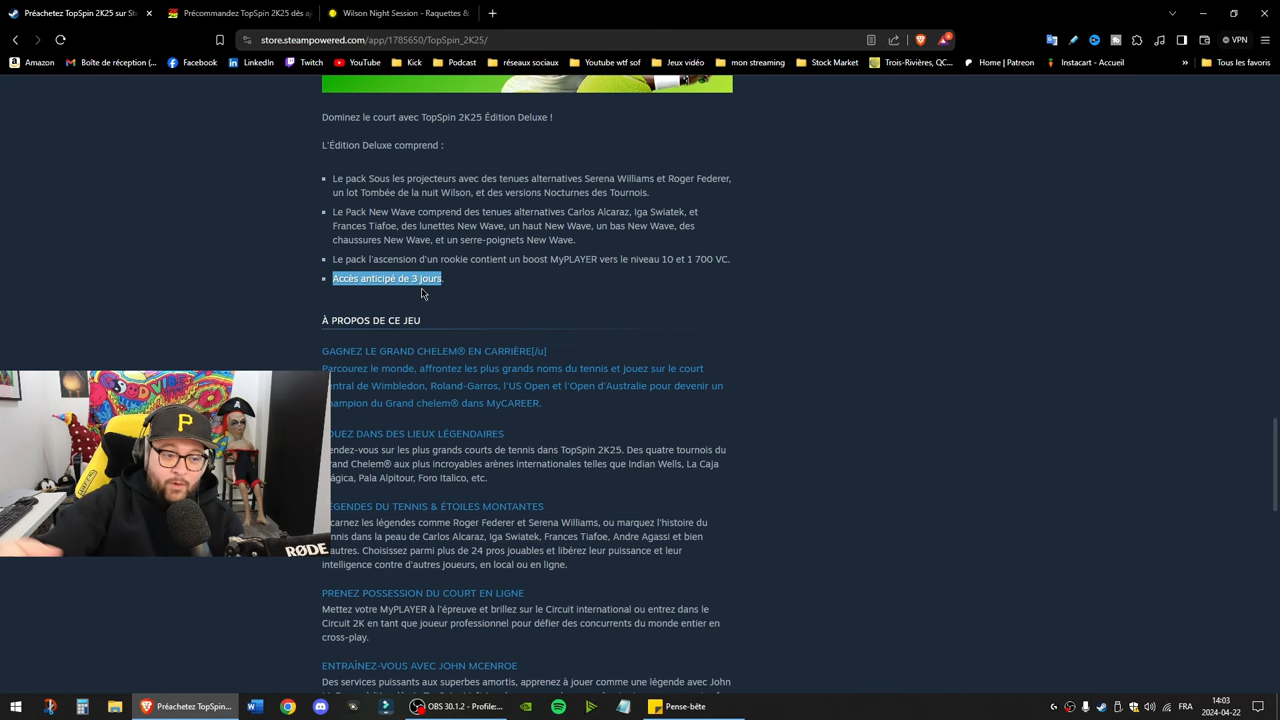 Préachetez TopSpin 2K25 sur St
Précommandez TopSpin 2K25 dès a
Wilson Night Session - Raquettes &
store.steampowered.com/app/1785650/TopSpin_2K25/
VPN
Amazon
Boîte de réception (...
Facebook
LinkedIn
Twitch
YouTube
Kick
Podcast
réseaux sociaux
Youtube wtf sof
Jeux vidéo
mon streaming
Stock Market
Trois-Rivières, QC...
Home | Patreon
Instacart - Accueil
»
Tous les favoris
Dominez le court avec TopSpin 2K25 Édition Deluxe !
L'Édition Deluxe comprend :
Le pack Sous les projecteurs avec des tenues alternatives Serena Williams et Roger Federer,
un lot Tombée de la nuit Wilson, et des versions Nocturnes des Tournois.
Le Pack New Wave comprend des tenues alternatives Carlos Alcaraz, Iga Swiatek, et
Frances Tiafoe, des lunettes New Wave, un haut New Wave, un bas New Wave, des
chaussures New Wave, et un serre-poignets New Wave.
Le pack l'ascension d'un rookie contient un boost MyPLAYER vers le niveau 10 et 1 700 VC.
Accès anticipé de 3 jours.
À PROPOS DE CE JEU
GAGNEZ LE GRAND CHELEM® EN CARRIÈRE[/u]
Parcourez le monde, affrontez les plus grands noms du tennis et jouez sur le court
entral de Wimbledon, Roland-Garros, l'US Open et l'Open d'Australie pour devenir un
hampion du Grand chelem® dans MyCAREER.
OUEZ DANS DES LIEUX LÉGENDAIRES
endez-vous sur les plus grands courts de tennis dans TopSpin 2K25. Des quatre tournois du
rand Chelem® aux plus incroyables arènes internationales telles que Indian Wells, La Caja
ágica, Pala Alpitour, Foro Italico, etc.
ÉGENDES DU TENNIS & ÉTOILES MONTANTES
carnez les légendes comme Roger Federer et Serena Williams, ou marquez l'histoire du
nnis dans la peau de Carlos Alcaraz, Iga Swiatek, Frances Tiafoe, Andre Agassi et bien
autres. Choisissez parmi plus de 24 pros jouables et libérez leur puissance et leur
intelligence contre d'autres joueurs, en local ou en ligne.
PRENEZ POSSESSION DU COURT EN LIGNE
Mettez votre MyPLAYER à l'épreuve et brillez sur le Circuit international ou entrez dans le
Circuit 2K en tant que joueur professionnel pour défier des concurrents du monde entier en
cross-play.
ENTRAÎNEZ-VOUS AVEC JOHN MCENROE
Des services puissants aux superbes amortis, apprenez à jouer comme une légende avec John
GOOD VIBE
P
RØDE
Préachetez TopSpin...
OBS 30.1.2 - Profile:...
Pense-bête
FRA
14:03
2024-04-22